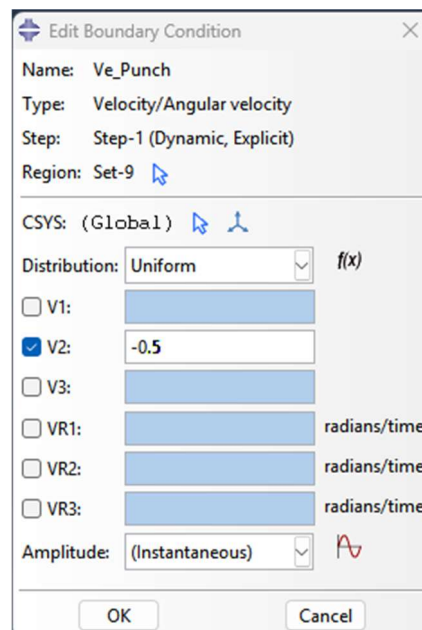 Edit Boundary Condition
Name: Ve_Punch
Type: Velocity/Angular velocity
Step: Step-1 (Dynamic, Explicit)
Region: Set-9
CSYS: (Global)
Distribution: Uniform f(x)
V1:
V2: -0.5
V3:
VR1: radians/time
VR2: radians/time
VR3: radians/time
Amplitude: (Instantaneous)
OK Cancel